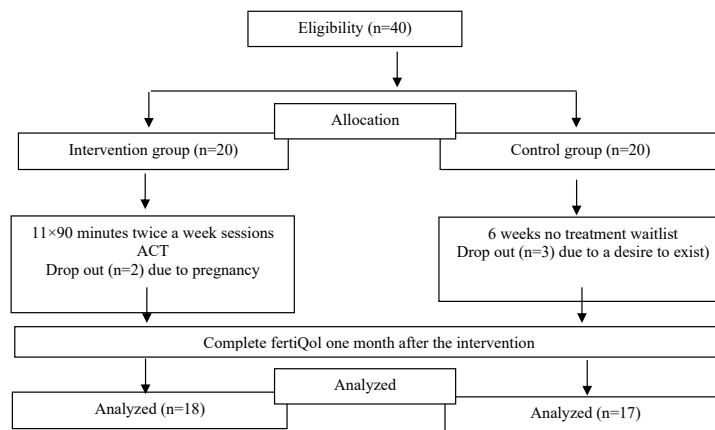 Eligibility (n=40)
Allocation
Intervention group (n=20)
Control group (n=20)
11×90 minutes twice a week sessions
ACT
Drop out (n=2) due to pregnancy
6 weeks no treatment waitlist
Drop out (n=3) due to a desire to exist)
Complete fertiQol one month after the intervention
Analyzed
Analyzed (n=18)
Analyzed (n=17)